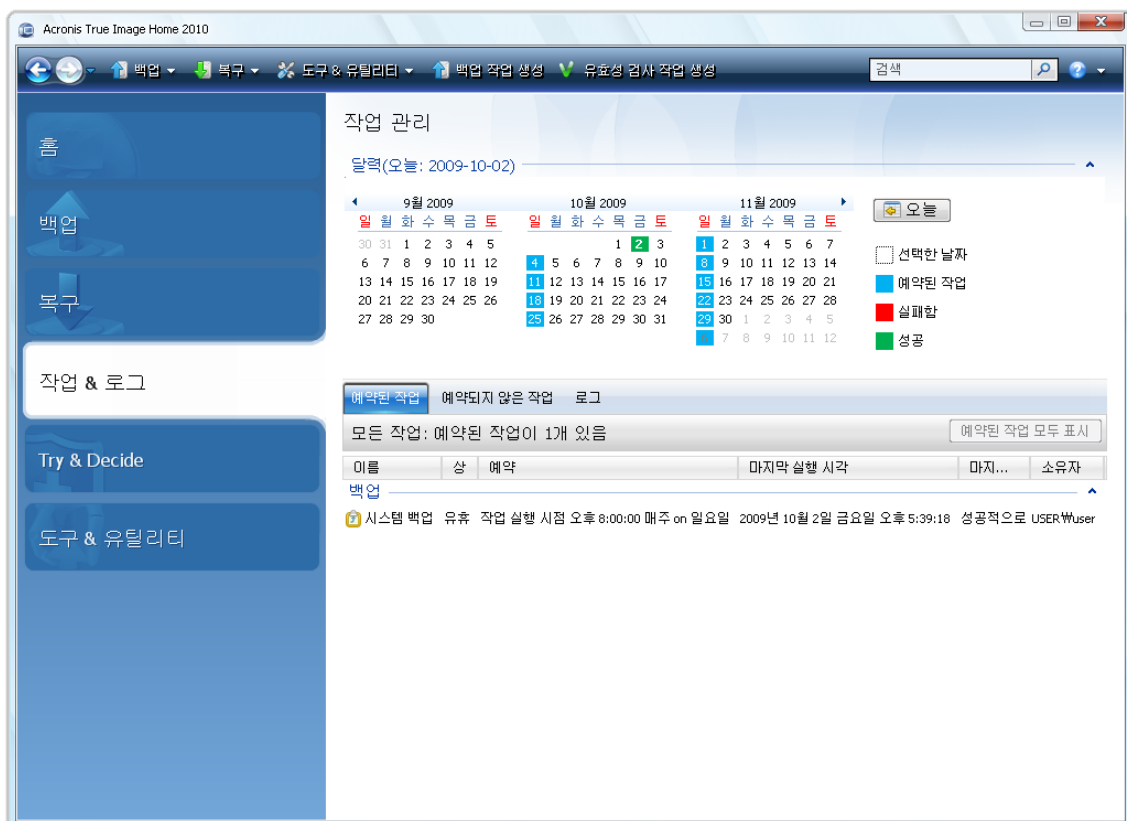 Acronis True Image Home 2010
백업 복구 도구 & 유틸리티 백업 작업 생성 유효성 검사 작업 생성 검색
홈
백업
복구
작업 & 로그
Try & Decide
도구 & 유틸리티
작업 관리
달력(오늘: 2009-10-02)
9월 2009
일 월 화 수 목 금 토
30 31 1 2 3 4 5
6 7 8 9 10 11 12
13 14 15 16 17 18 19
20 21 22 23 24 25 26
27 28 29 30
10월 2009
일 월 화 수 목 금 토
1 2 3
4 5 6 7 8 9 10
11 12 13 14 15 16 17
18 19 20 21 22 23 24
25 26 27 28 29 30 31
11월 2009
일 월 화 수 목 금 토
1 2 3 4 5 6 7
8 9 10 11 12 13 14
15 16 17 18 19 20 21
22 23 24 25 26 27 28
29 30 1 2 3 4 5
6 7 8 9 10 11 12
오늘
선택한 날짜
예약된 작업
실패함
성공
예약된 작업 예약되지 않은 작업 로그
모든 작업: 예약된 작업이 1개 있음 예약된 작업 모두 표시
이름 상 예약 마지막 실행 시각 마지... 소유자
백업
시스템 백업 유휴 작업 실행 시점 오후 8:00:00 매주 on 일요일 2009년 10월 2일 금요일 오후 5:39:18 성공적으로 USER₩user